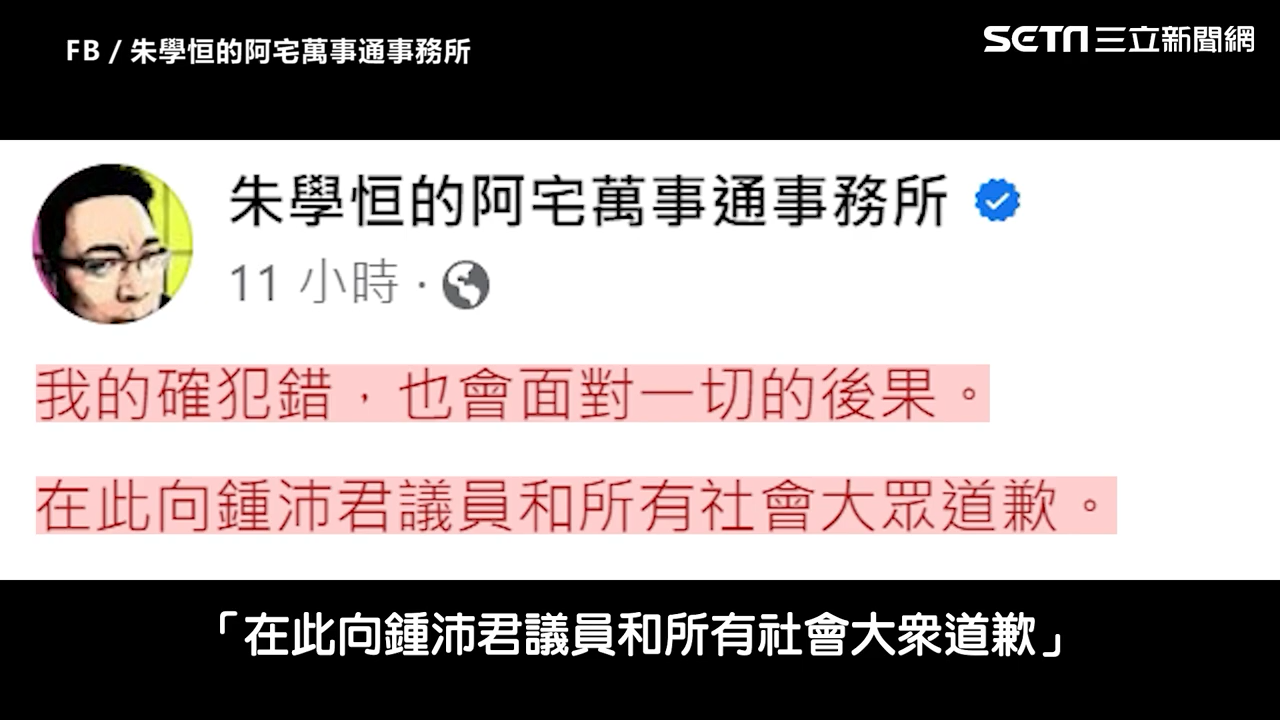 FB / 朱學恒的阿宅萬事通事務所
SETN三立新聞網
朱學恒的阿宅萬事通事務所
11 小時 ·
我的確犯錯，也會面對一切的後果。
在此向鍾沛君議員和所有社會大眾道歉。
「在此向鍾沛君議員和所有社會大眾道歉」